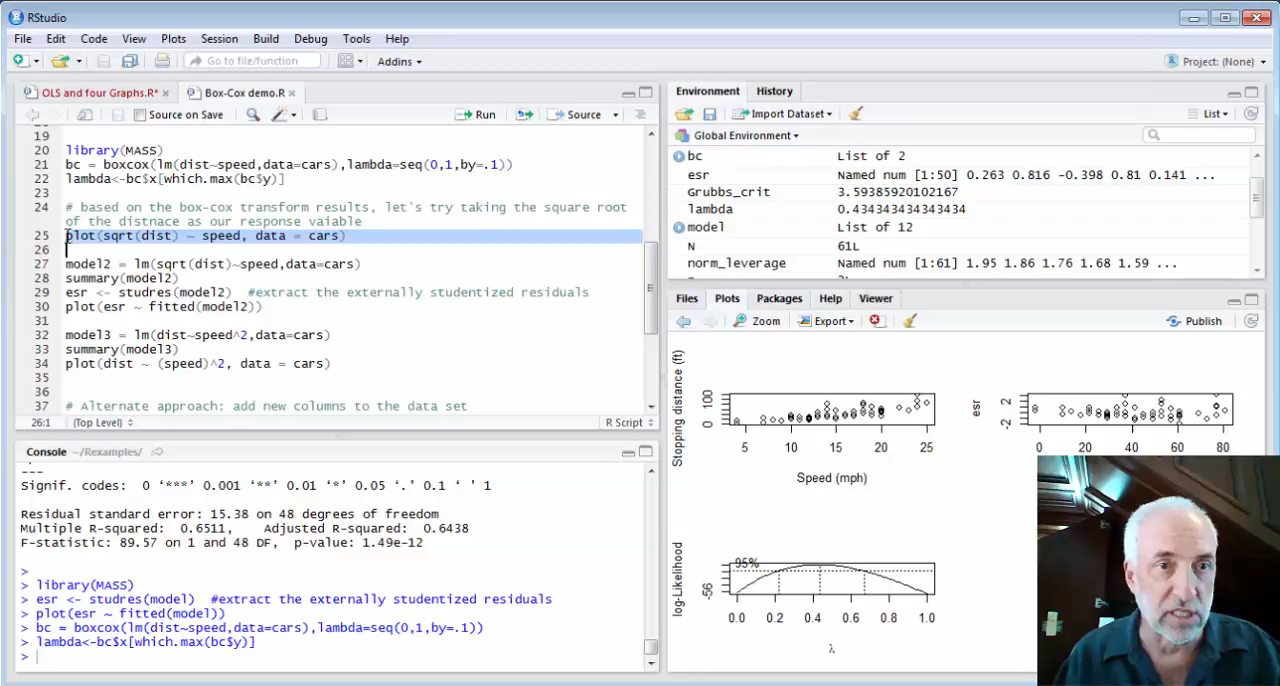 RStudio
File Edit Code View Plots Session Build Debug Tools Help
Go to file/function Addins Project: (None)
OLS and four Graphs.R* Box-Cox demo.R
Source on Save Run Source
19
20 library(MASS)
21 bc = boxcox(lm(dist~speed,data=cars),lambda=seq(0,1,by=.1))
22 lambda<-bc$x[which.max(bc$y)]
23
24 # based on the box-cox transform results, let's try taking the square root
of the distnace as our response vaiable
25 plot(sqrt(dist) ~ speed, data = cars)
26
27 model2 = lm(sqrt(dist)~speed,data=cars)
28 summary(model2)
29 esr <- studres(model2)  #extract the externally studentized residuals
30 plot(esr ~ fitted(model2))
31
32 model3 = lm(dist~speed^2,data=cars)
33 summary(model3)
34 plot(dist ~ (speed)^2, data = cars)
35
36
37 # Alternate approach: add new columns to the data set
26:1 (Top Level) R Script
Console ~/Rexamples/
---
Signif. codes:  0 ‘***’ 0.001 ‘**’ 0.01 ‘*’ 0.05 ‘.’ 0.1 ‘ ’ 1
Residual standard error: 15.38 on 48 degrees of freedom
Multiple R-squared:  0.6511,	Adjusted R-squared:  0.6438
F-statistic: 89.57 on 1 and 48 DF,  p-value: 1.49e-12
>
> library(MASS)
> esr <- studres(model)  #extract the externally studentized residuals
> plot(esr ~ fitted(model))
> bc = boxcox(lm(dist~speed,data=cars),lambda=seq(0,1,by=.1))
> lambda<-bc$x[which.max(bc$y)]
>
Environment History
Import Dataset List
Global Environment
bc List of 2
esr Named num [1:50] 0.263 0.816 -0.398 0.81 0.141 ...
Grubbs_crit 3.59385920102167
lambda 0.434343434343434
model List of 12
N 61L
norm_leverage Named num [1:61] 1.95 1.86 1.76 1.68 1.59 ...
Files Plots Packages Help Viewer
Zoom Export Publish
Stopping distance (ft)
0 100
5 10 15 20 25
Speed (mph)
esr
-2 2
0 20 40 60 80
log-Likelihood
-56
95%
0.0 0.2 0.4 0.6 0.8 1.0
λ